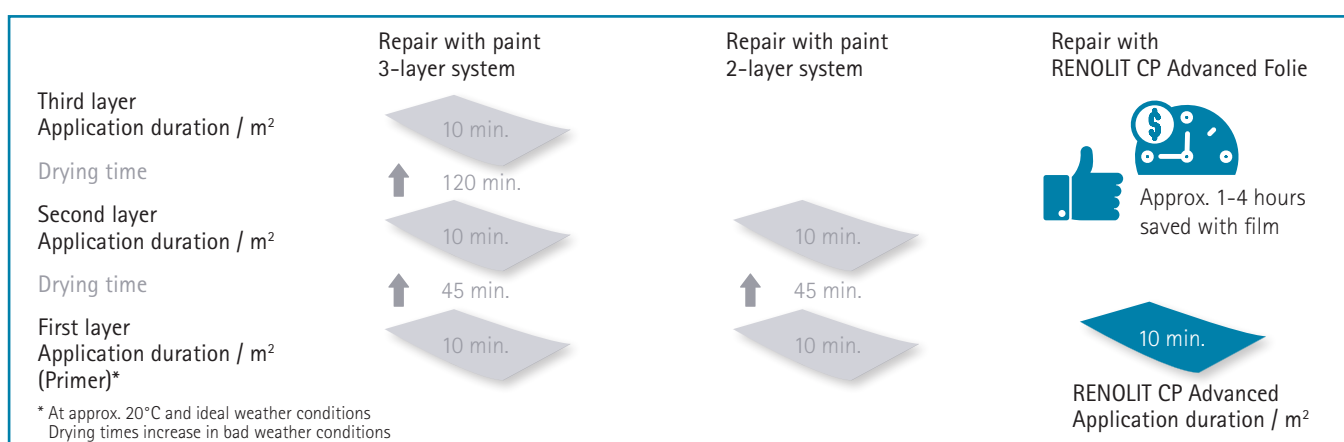 Repair with paint
3-layer system
Repair with paint
2-layer system
Repair with
RENOLIT CP Advanced Folie
Third layer
Application duration / m²
10 min.
Drying time
120 min.
$
Approx. 1-4 hours
saved with film
Second layer
Application duration / m²
10 min.
10 min.
Drying time
45 min.
45 min.
First layer
Application duration / m²
(Primer)*
10 min.
10 min.
10 min.
RENOLIT CP Advanced
Application duration / m²
* At approx. 20°C and ideal weather conditions
Drying times increase in bad weather conditions